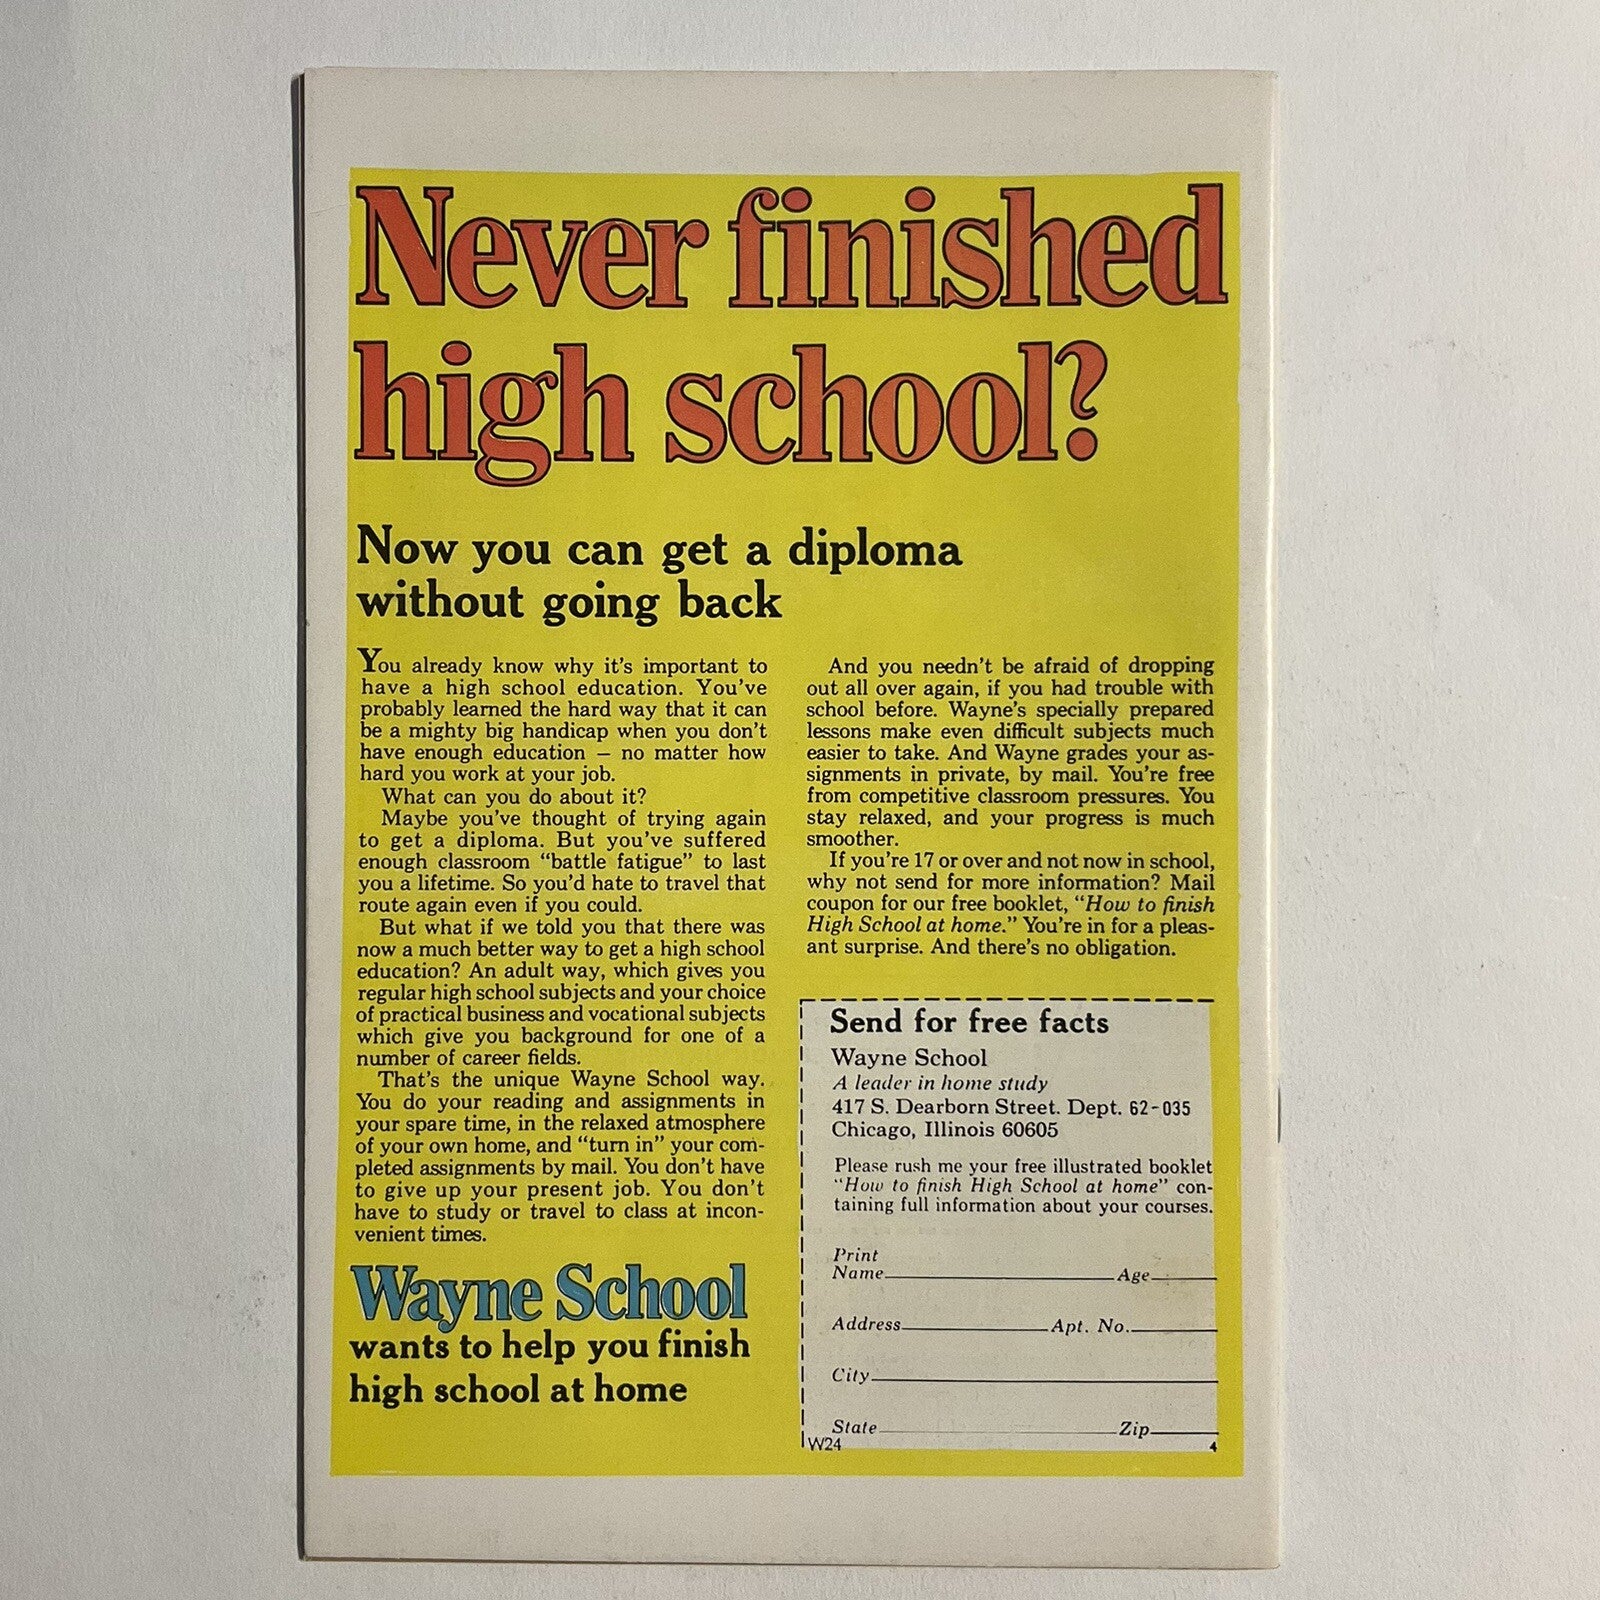 Never finished
high school?
Now you can get a diploma
without going back
You already know why it's important to
have a high school education. You've
probably learned the hard way that it can
be a mighty big handicap when you don't
have enough education – no matter how
hard you work at your job.
What can you do about it?
Maybe you've thought of trying again
to get a diploma. But you've suffered
enough classroom "battle fatigue" to last
you a lifetime. So you'd hate to travel that
route again even if you could.
But what if we told you that there was
now a much better way to get a high school
education? An adult way, which gives you
regular high school subjects and your choice
of practical business and vocational subjects
which give you background for one of a
number of career fields.
That's the unique Wayne School way.
You do your reading and assignments in
your spare time, in the relaxed atmosphere
of your own home, and "turn in" your com-
pleted assignments by mail. You don't have
to give up your present job. You don't
have to study or travel to class at incon-
venient times.
Wayne School
wants to help you finish
high school at home
And you needn't be afraid of dropping
out all over again, if you had trouble with
school before. Wayne's specially prepared
lessons make even difficult subjects much
easier to take. And Wayne grades your as-
signments in private, by mail. You're free
from competitive classroom pressures. You
stay relaxed, and your progress is much
smoother.
If you're 17 or over and not now in school,
why not send for more information? Mail
coupon for our free booklet, "How to finish
High School at home." You're in for a pleas-
ant surprise. And there's no obligation.
Send for free facts
Wayne School
A leader in home study
417 S. Dearborn Street. Dept. 62-035
Chicago, Illinois 60605
Please rush me your free illustrated booklet
"How to finish High School at home" con-
taining full information about your courses.
Print
Name Age
Address Apt. No.
City
State Zip
W24 4